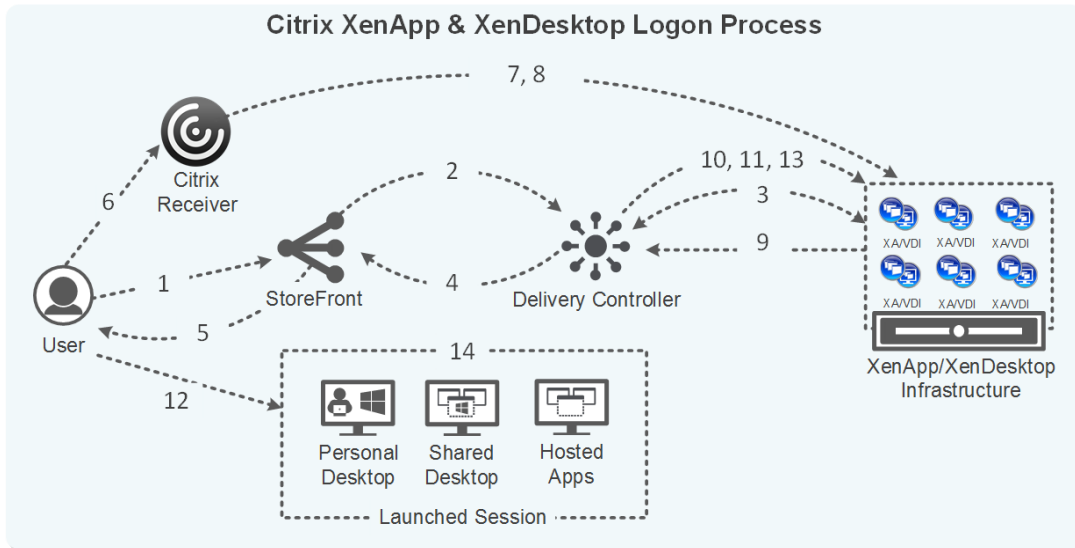 Citrix XenApp & XenDesktop Logon Process
7, 8
Citrix
Receiver
6
2
10, 11, 13
3
9
XA/VDI
XA/VDI
XA/VDI
XA/VDI
XA/VDI
XA/VDI
1
StoreFront
4
Delivery Controller
User
5
XenApp/XenDesktop
Infrastructure
12
14
Personal
Desktop
Shared
Desktop
Hosted
Apps
Launched Session